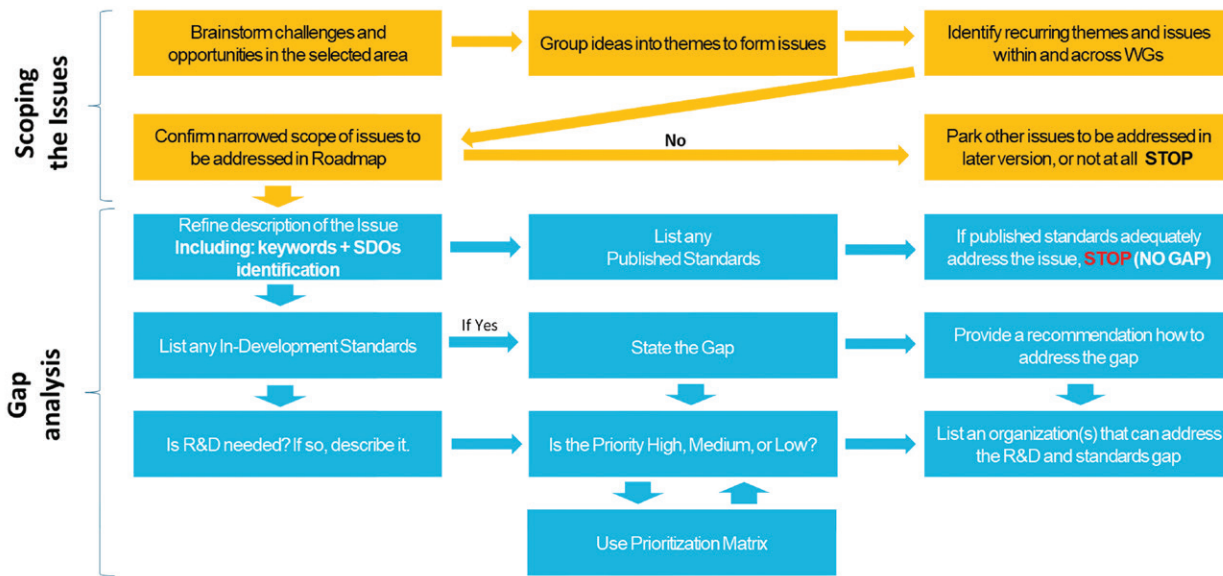 Scoping
the Issues
Brainstorm challenges and
opportunities in the selected area
Group ideas into themes to form issues
Identify recurring themes and issues
within and across WGs
Confirm narrowed scope of issues to
be addressed in Roadmap
No
Park other issues to be addressed in
later version, or not at all STOP
Gap
analysis
Refine description of the Issue
Including: keywords + SDOs
identification
List any
Published Standards
If published standards adequately
address the issue, STOP (NO GAP)
List any In-Development Standards
If Yes
State the Gap
Provide a recommendation how to
address the gap
Is R&D needed? If so, describe it.
Is the Priority High, Medium, or Low?
List an organization(s) that can address
the R&D and standards gap
Use Prioritization Matrix